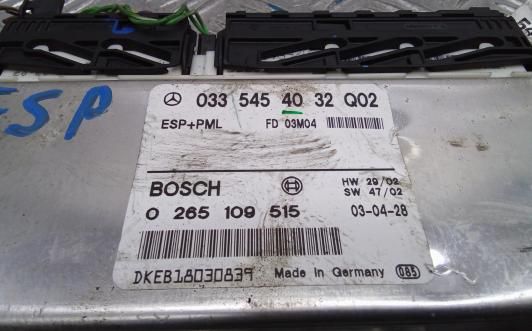 033 545 40 32 Q02
ESP+PML FD 03M04
ESP
BOSCH HW 29/02
SW 47/02
0 265 109 515 03-04-28
DKEB18030839 Made in Germany 085